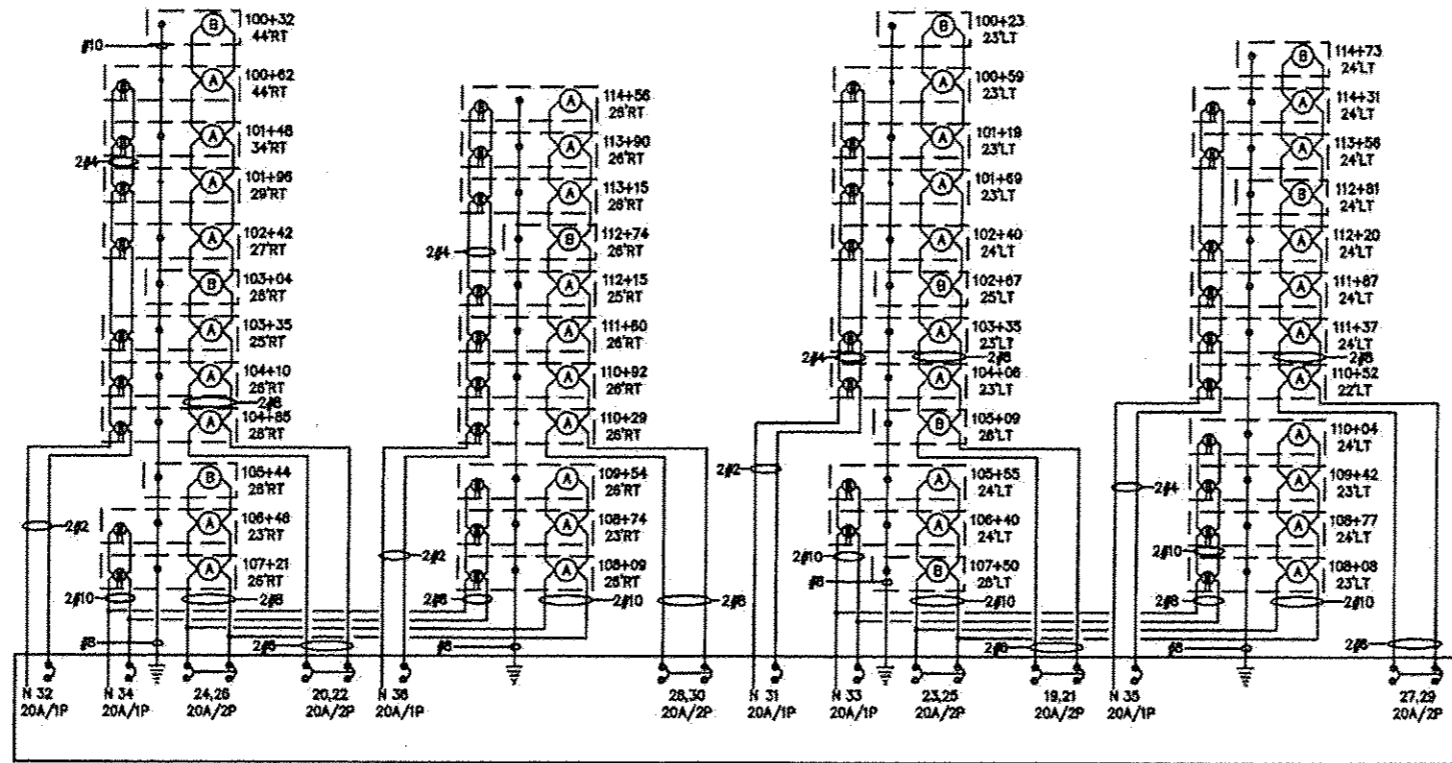 B 100+32
44'RT
#10
A 100+62
44'RT
A 101+48
34'RT
2#4
A 101+96
29'RT
A 102+42
27'RT
B 103+04
26'RT
A 103+35
25'RT
A 104+10
26'RT
2#8
A 104+85
26'RT
B 105+44
26'RT
2#2
A 106+46
23'RT
A 107+21
26'RT
2#10
2#8
#8
2#6
A 114+56
26'RT
A 113+90
26'RT
A 113+15
26'RT
B 112+74
26'RT
2#4
A 112+15
25'RT
A 111+60
26'RT
A 110+92
26'RT
A 110+29
26'RT
A 109+54
26'RT
A 108+74
23'RT
2#2
A 108+09
26'RT
2#8
2#10
2#8
#8
B 100+23
23'LT
A 100+59
23'LT
A 101+19
23'LT
A 101+69
23'LT
A 102+40
24'LT
B 102+67
25'LT
A 103+35
23'LT
2#4
2#8
A 104+06
23'LT
B 105+09
26'LT
2#2
A 105+55
24'LT
A 106+40
24'LT
2#10
B 107+50
26'LT
#8
2#10
2#6
B 114+73
24'LT
A 114+31
24'LT
A 113+56
24'LT
B 112+81
24'LT
A 112+20
24'LT
A 111+87
24'LT
A 111+37
24'LT
2#8
A 110+52
22'LT
A 110+04
24'LT
A 109+42
23'LT
2#4
A 108+77
24'LT
2#10
A 108+08
23'LT
2#8
2#10
#8
2#6
N 32
20A/1P
N 34
20A/1P
24,26
20A/2P
20,22
20A/2P
N 36
20A/1P
28,30
20A/2P
N 31
20A/1P
N 33
20A/1P
23,25
20A/2P
19,21
20A/2P
N 35
20A/1P
27,29
20A/2P